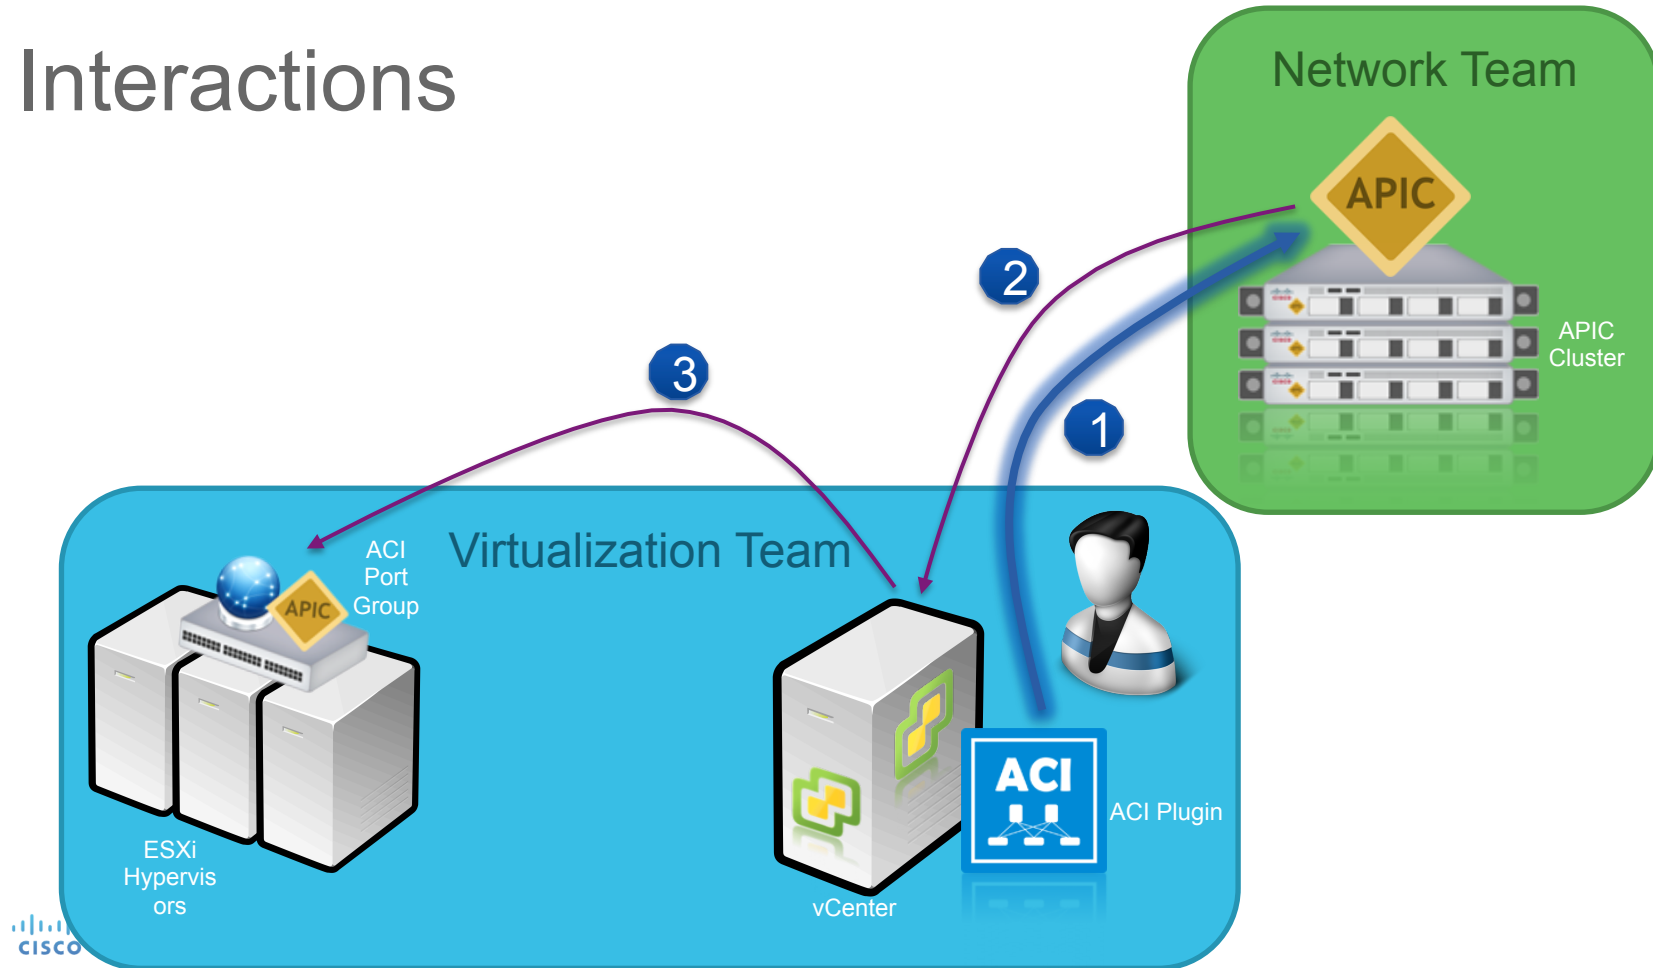 Interactions
Network Team
APIC
APIC
Cluster
2
3
1
Virtualization Team
ACI
Port
Group
APIC
ACI
ACI Plugin
ESXi
Hypervis
ors
vCenter
CISCO